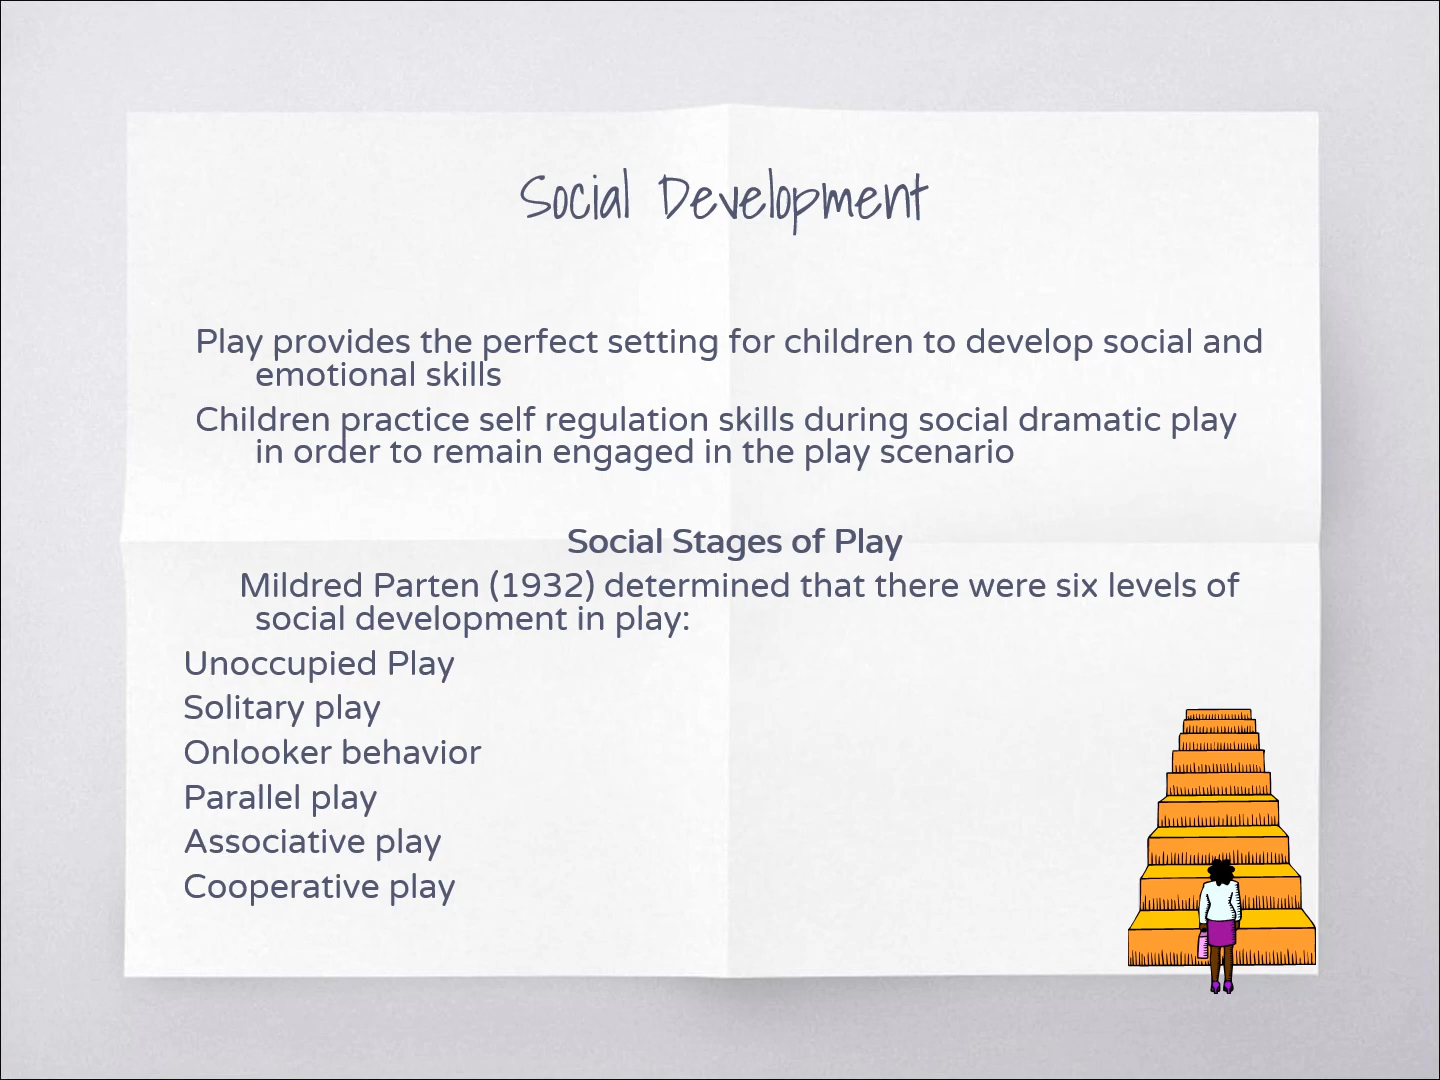 Social Development
Play provides the perfect setting for children to develop social and
emotional skills
Children practice self regulation skills during social dramatic play
in order to remain engaged in the play scenario
Social Stages of Play
Mildred Parten (1932) determined that there were six levels of
social development in play:
Unoccupied Play
Solitary play
Onlooker behavior
Parallel play
Associative play
Cooperative play